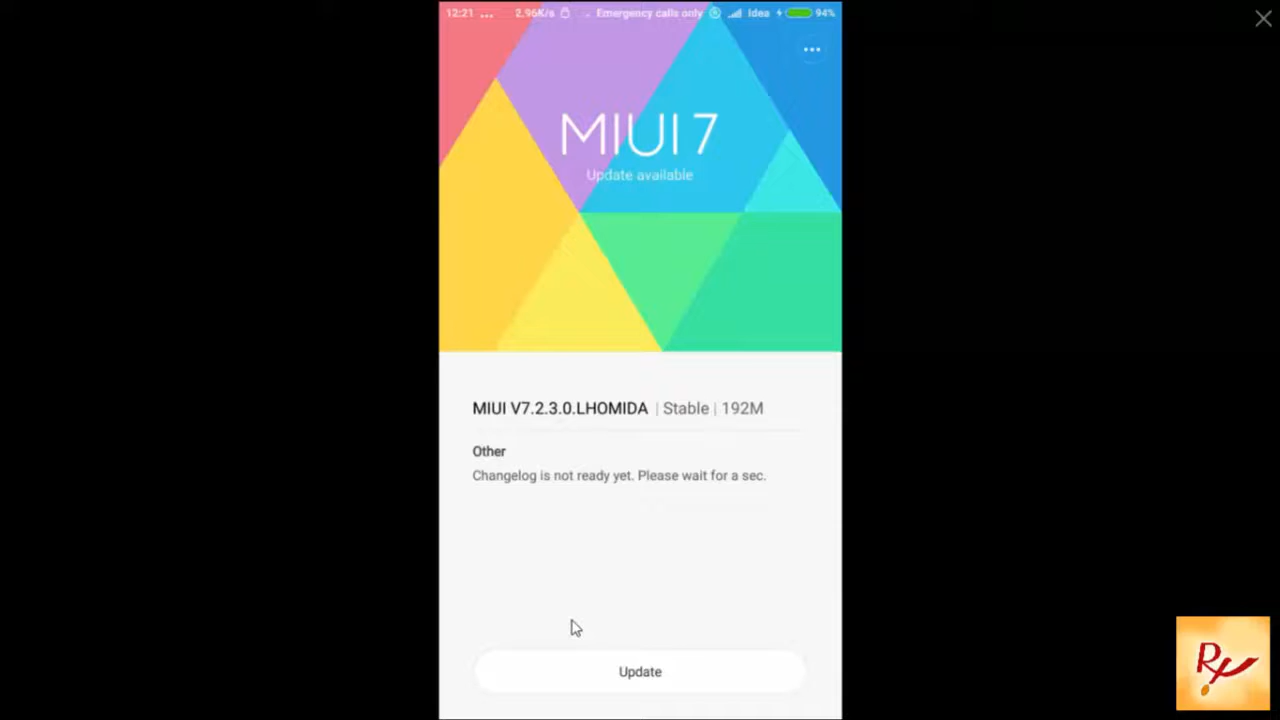 12:21 ... 2.96K/s ... Emergency calls only Idea 94%
MIUI 7
Update available
MIUI V7.2.3.0.LHOMIDA | Stable | 192M
Other
Changelog is not ready yet. Please wait for a sec.
Update
Rx